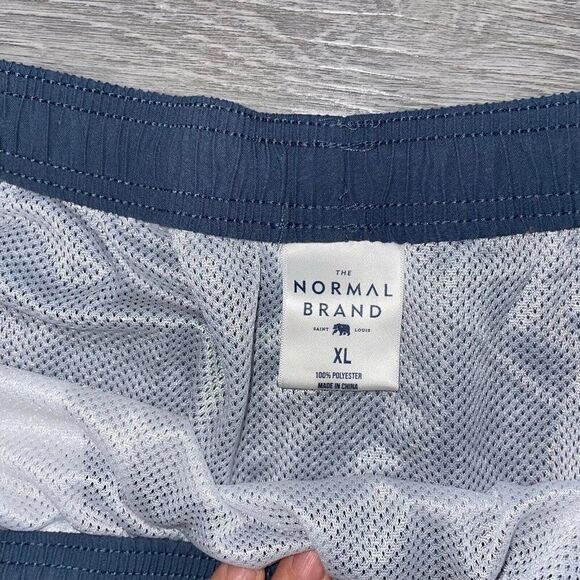 THE
NORMAL
BRAND
SAINT LOUIS
XL
100% POLYESTER
MADE IN CHINA